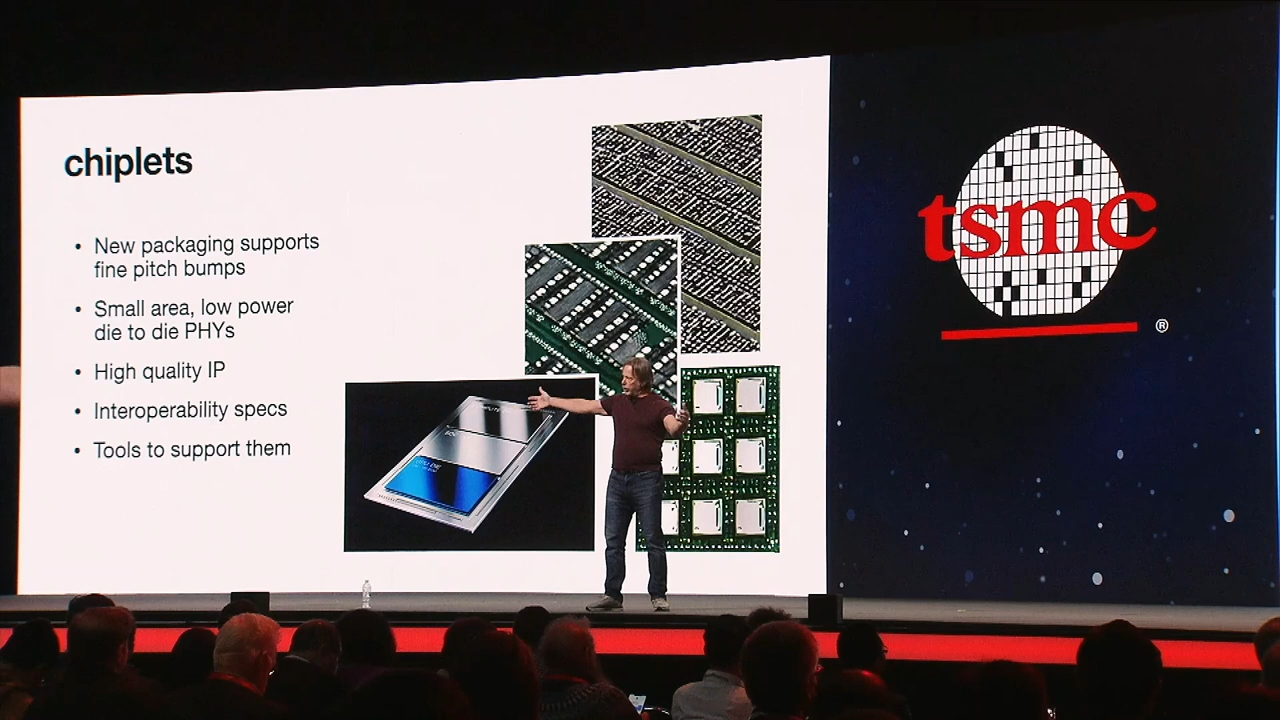 chiplets
• New packaging supports
fine pitch bumps
• Small area, low power
die to die PHYs
• High quality IP
• Interoperability specs
• Tools to support them
tsmc
®